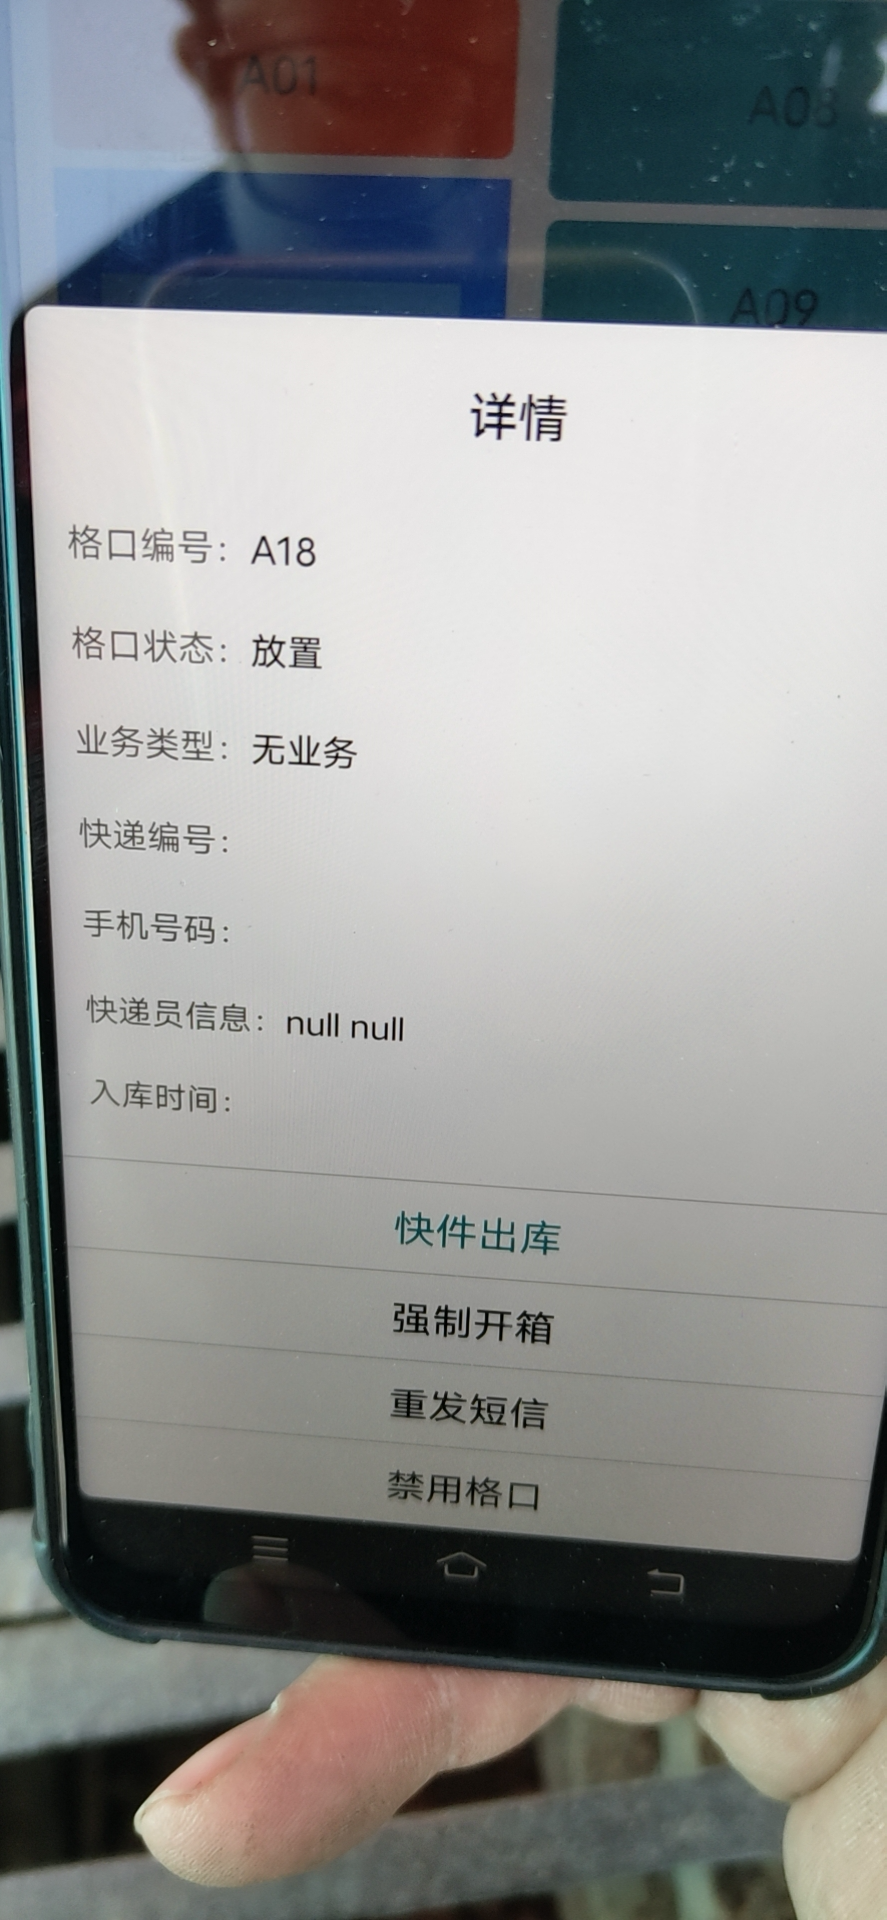 A01
A08
A09
详情
格口编号：A18
格口状态：放置
业务类型：无业务
快递编号：
手机号码：
快递员信息：null null
入库时间：
快件出库
强制开箱
重发短信
禁用格口